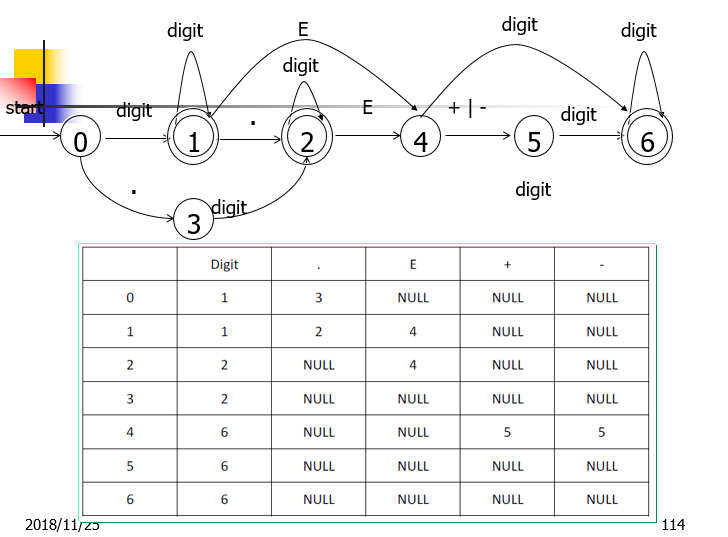 digit E digit digit
digit
start digit . E + | - digit
0 1 2 4 5 6
. digit digit
3
Digit . E + -
0 1 3 NULL NULL NULL
1 1 2 4 NULL NULL
2 2 NULL 4 NULL NULL
3 2 NULL NULL NULL NULL
4 6 NULL NULL 5 5
5 6 NULL NULL NULL NULL
6 6 NULL NULL NULL NULL
2018/11/25 114